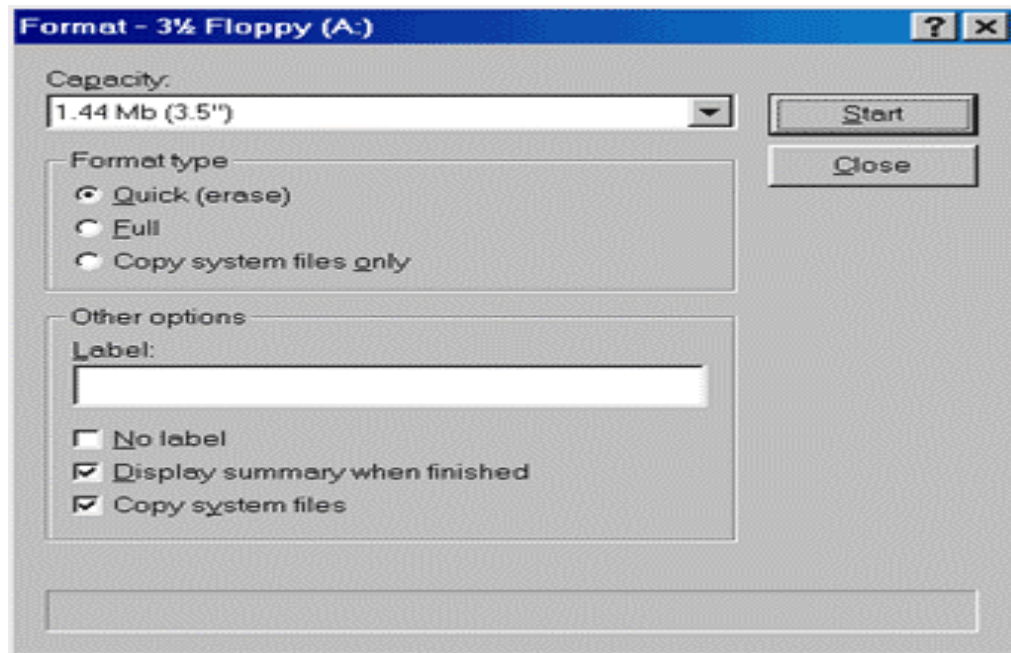 Format - 3½ Floppy (A:)
Capacity:
1.44 Mb (3.5")
Start
Close
Format type
Quick (erase)
Full
Copy system files only
Other options
Label:
No label
Display summary when finished
Copy system files